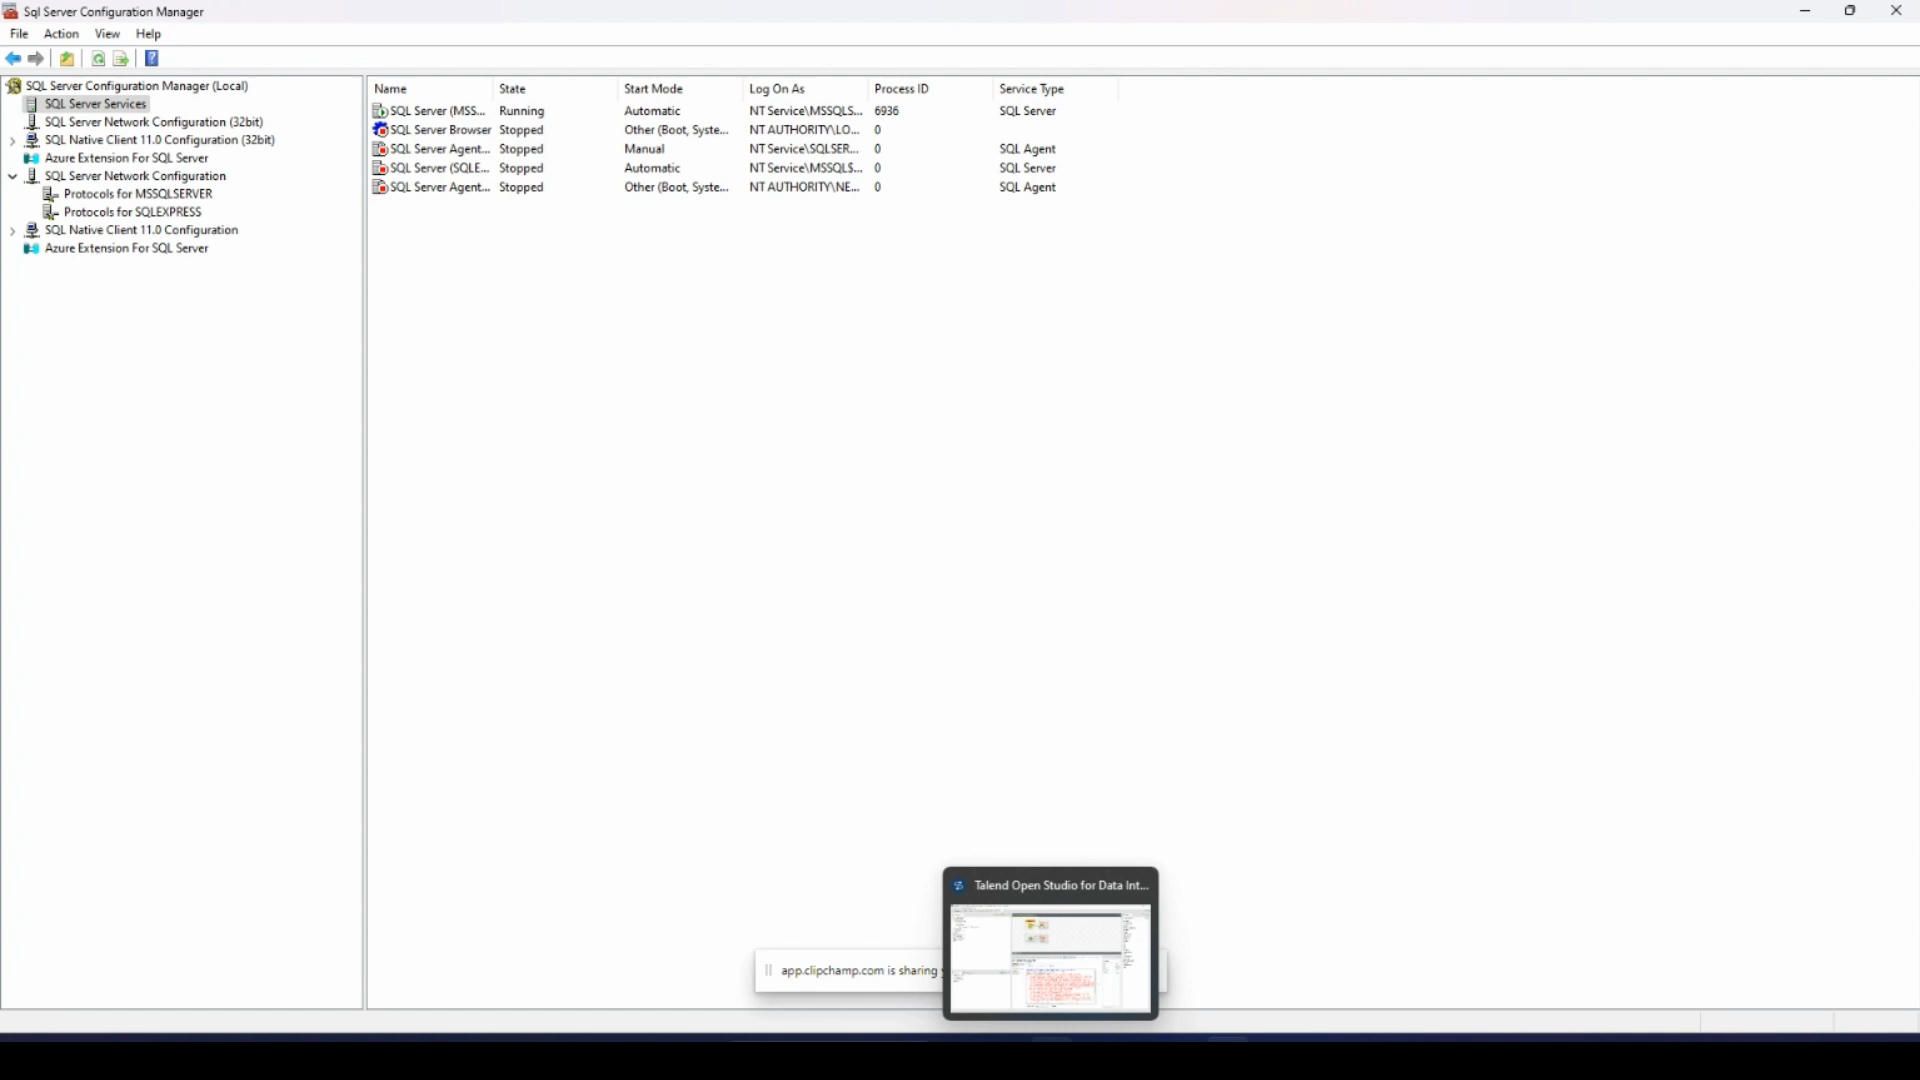 Sql Server Configuration Manager
File Action View Help
SQL Server Configuration Manager (Local)
SQL Server Services
SQL Server Network Configuration (32bit)
SQL Native Client 11.0 Configuration (32bit)
Azure Extension For SQL Server
SQL Server Network Configuration
Protocols for MSSQLSERVER
Protocols for SQLEXPRESS
SQL Native Client 11.0 Configuration
Azure Extension For SQL Server
Name State Start Mode Log On As Process ID Service Type
SQL Server (MSS... Running Automatic NT Service\MSSQLS... 6936 SQL Server
SQL Server Browser Stopped Other (Boot, Syste... NT AUTHORITY\LO... 0
SQL Server Agent... Stopped Manual NT Service\SQLSER... 0 SQL Agent
SQL Server (SQLE... Stopped Automatic NT Service\MSSQL$... 0 SQL Server
SQL Server Agent... Stopped Other (Boot, Syste... NT AUTHORITY\NE... 0 SQL Agent
Talend Open Studio for Data Int...
app.clipchamp.com is sharing